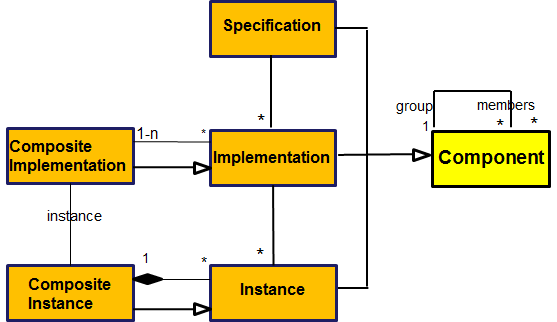 Specification
*
group
members
1
*
*
Component
Composite
Implementation
1-n
*
Implementation
instance
*
Composite
Instance
1
*
Instance